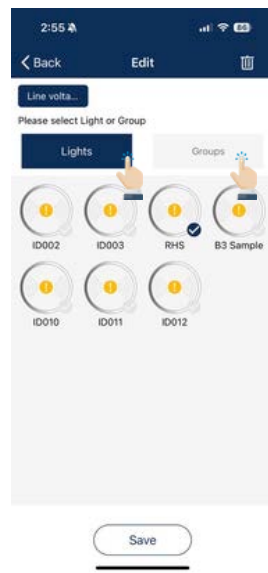 2:55
86
Back Edit
Line volta...
Please select Light or Group
Lights Groups
ID002 ID003 RHS B3 Sample
ID010 ID011 ID012
Save